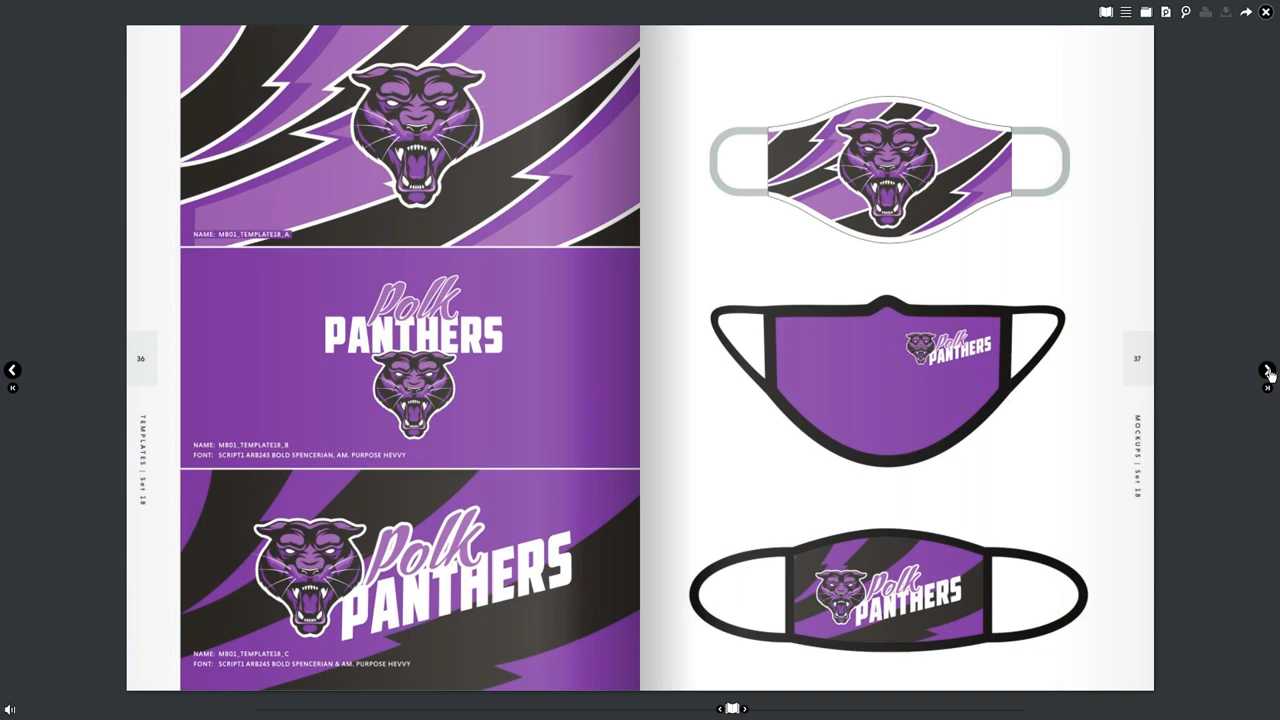 NAME: MB01_TEMPLATE18_A
Polk
PANTHERS
NAME: MB01_TEMPLATE18_B
FONT: SCRIPT1 ARB245 BOLD SPENCERIAN, AM. PURPOSE HEVVY
Polk
PANTHERS
NAME: MB01_TEMPLATE18_C
FONT: SCRIPT1 ARB245 BOLD SPENCERIAN & AM. PURPOSE HEVVY
36
TEMPLATES | Set 18
Polk
PANTHERS
Polk
PANTHERS
37
MOCKUPS | Set 18